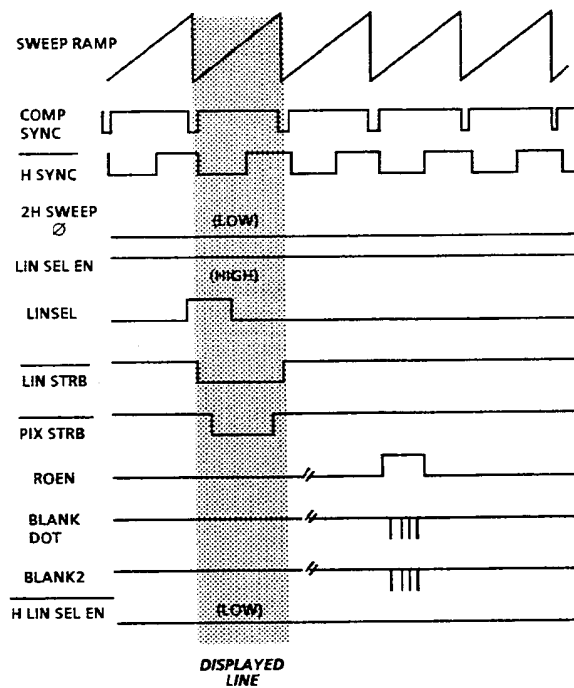 SWEEP RAMP
COMP
SYNC
H SYNC
2H SWEEP
Ø
(LOW)
LIN SEL EN
(HIGH)
LINSEL
LIN STRB
PIX STRB
ROEN
BLANK
DOT
BLANK2
H LIN SEL EN
(LOW)
DISPLAYED
LINE